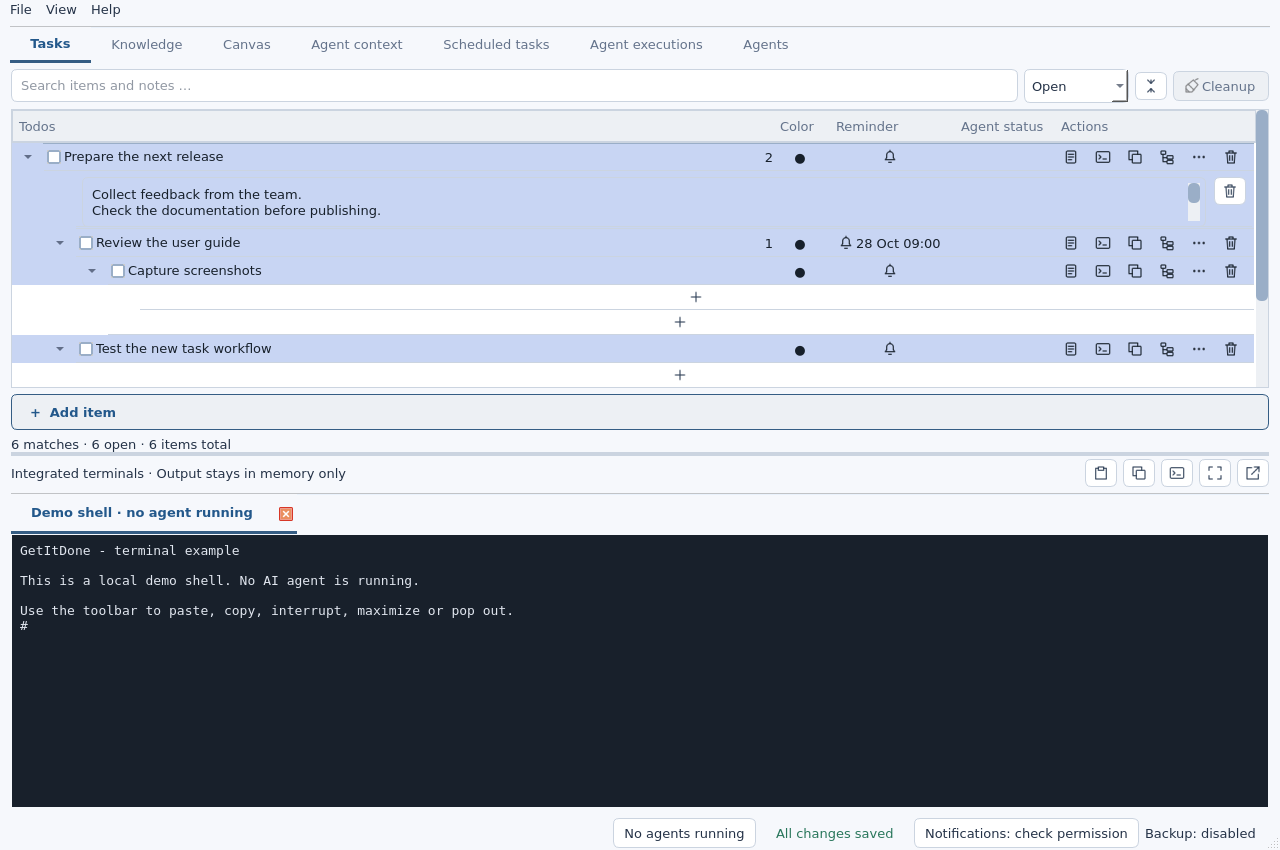 File View Help
Tasks Knowledge Canvas Agent context Scheduled tasks Agent executions Agents
Search items and notes ... Open Cleanup
Todos Color Reminder Agent status Actions
Prepare the next release 2
Collect feedback from the team.
Check the documentation before publishing.
Review the user guide 1 28 Oct 09:00
Capture screenshots
+
+
Test the new task workflow
+
+ Add item
6 matches · 6 open · 6 items total
Integrated terminals · Output stays in memory only
Demo shell · no agent running
GetItDone - terminal example
This is a local demo shell. No AI agent is running.
Use the toolbar to paste, copy, interrupt, maximize or pop out.
#
No agents running All changes saved Notifications: check permission Backup: disabled